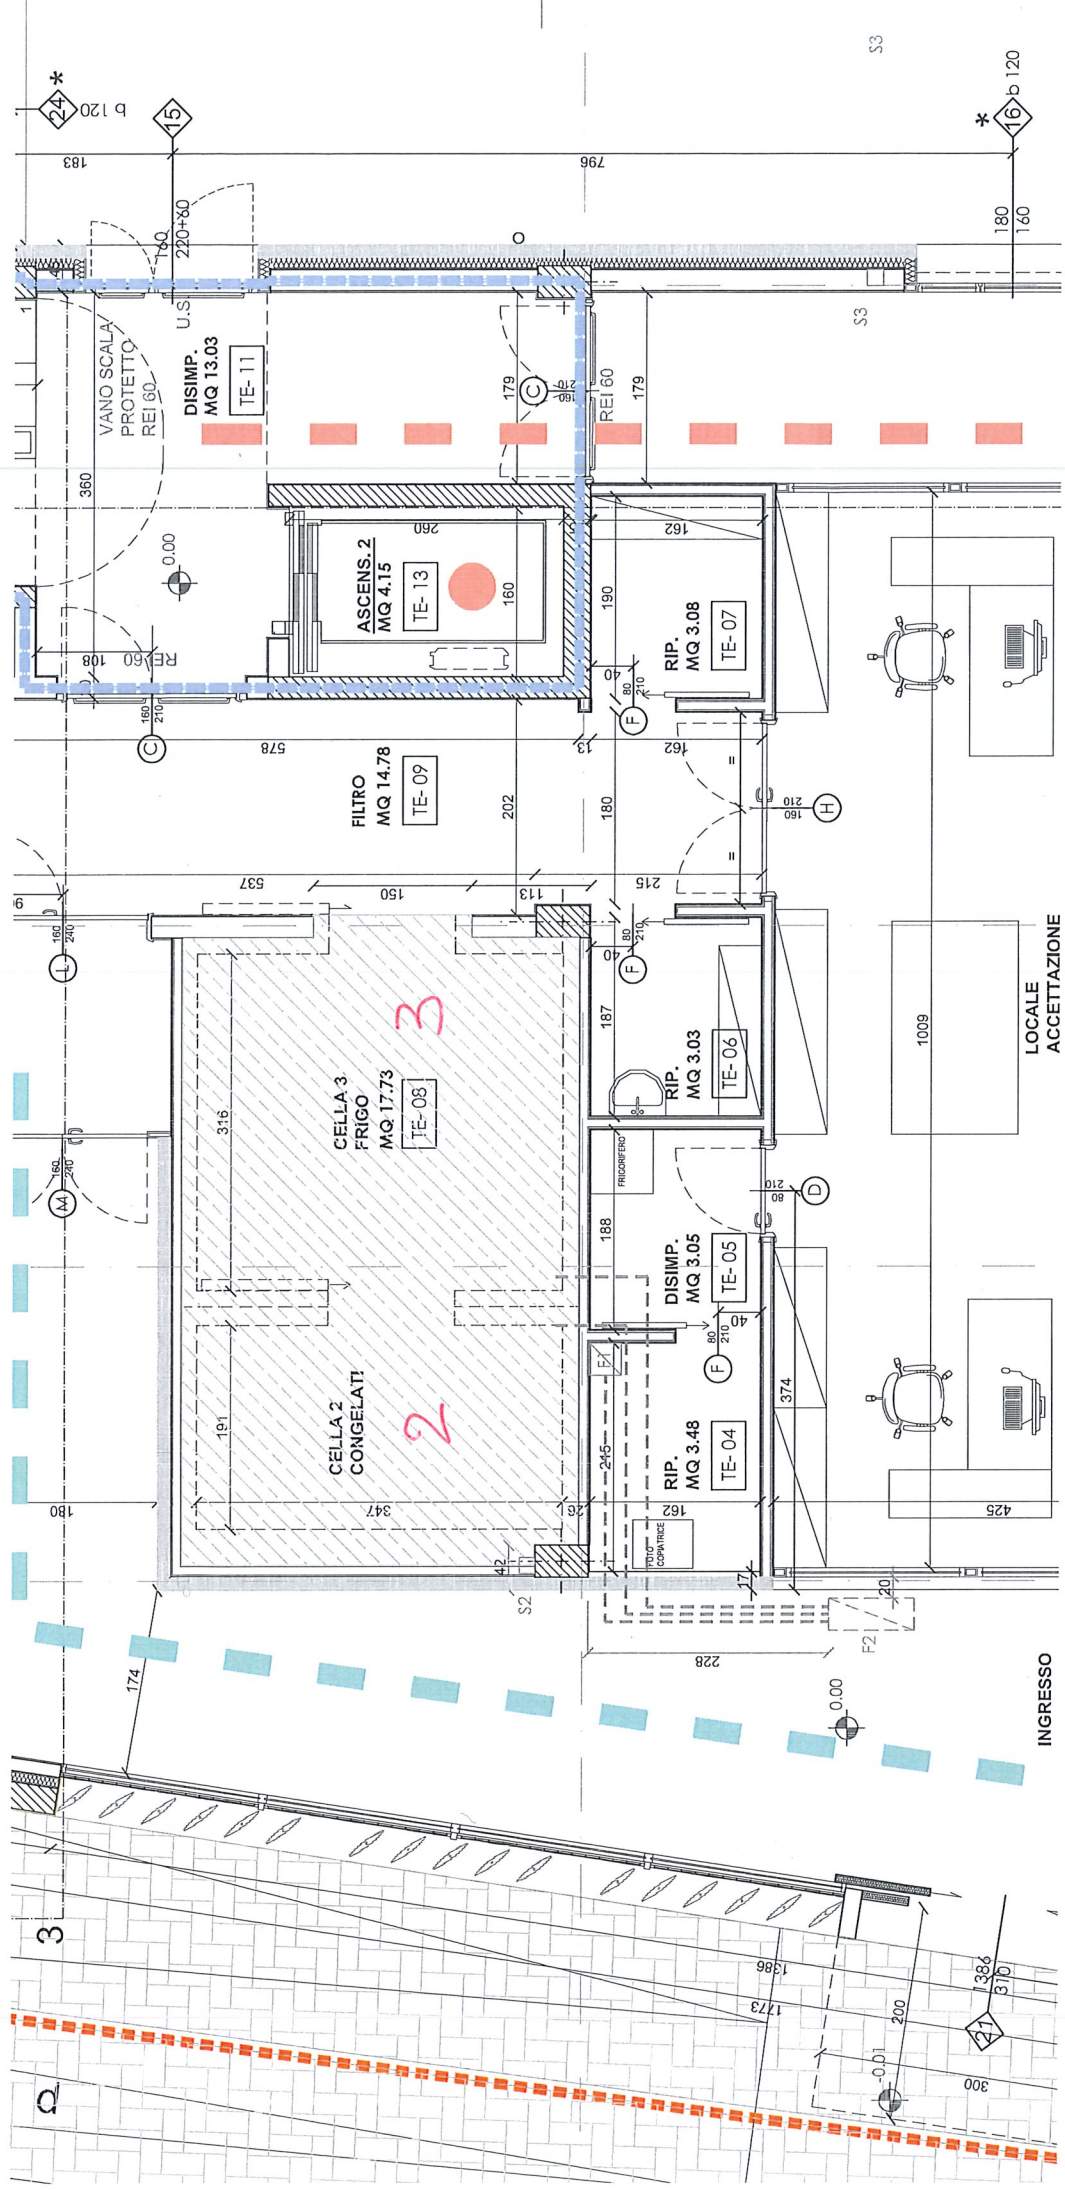 24 *
b 120
183
15
160
220+60
U.S.
796
* 16 b 120
180
160
S3
S3
VANO SCALA
PROTETTO
REI 60
DISIMP.
MQ 13.03
TE- 11
360
179
C
160
210
REI 60
179
0.00
108
REI 60
160
210
C
ASCENS. 2
MQ 4.15
TE- 13
260
160
162
190
RIP.
MQ 3.08
TE- 07
40
80
210
F
578
13
162
FILTRO
MQ 14.78
TE- 09
202
180
=
=
160
210
H
537
150
113
215
160
240
L
160
240
M
CELLA 3
FRIGO
MQ 17.73
TE- 08
3
316
40
80
210
F
187
RIP.
MQ 3.03
TE- 06
1009
LOCALE
ACCETTAZIONE
FRIGORIFERO
188
DISIMP.
MQ 3.05
TE- 05
80
210
D
40
80
210
F
374
CELLA 2
CONGELATI
2
191
347
26
162
425
F1
215
RIP.
MQ 3.48
TE- 04
FOTO
COPIATRICE
180
42
S2
17
20
F2
228
174
0.00
INGRESSO
3
d
1386
1773
200
1386
310
21
-0.01
300